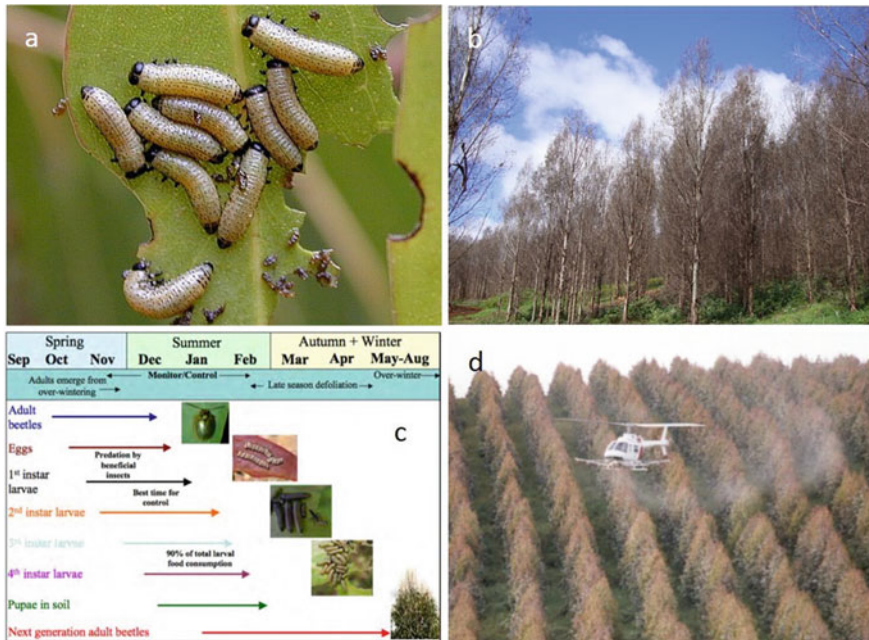 a
b
Spring Summer Autumn + Winter
Sep Oct Nov Dec Jan Feb Mar Apr May-Aug
Adults emerge from over-wintering
Monitor/Control
Late season defoliation
Over-winter
c
Adult beetles
Eggs
Predation by beneficial insects
1st instar larvae
Best time for control
2nd instar larvae
3rd instar larvae
90% of total larval food consumption
4th instar larvae
Pupae in soil
Next generation adult beetles
d